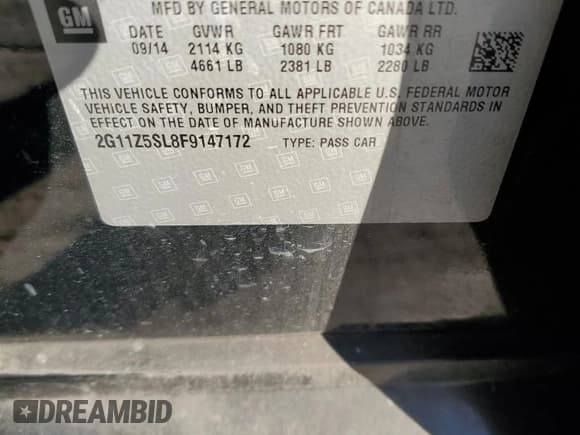 MFD BY GENERAL MOTORS OF CANADA LTD.
GM
DATE GVWR GAWR FRT GAWR RR
09/14 2114 KG 1080 KG 1034 KG
4661 LB 2381 LB 2280 LB
THIS VEHICLE CONFORMS TO ALL APPLICABLE U.S. FEDERAL MOTOR
VEHICLE SAFETY, BUMPER, AND THEFT PREVENTION STANDARDS IN
EFFECT ON THE DATE OF MANUFACTURE SHOWN ABOVE.
2G11Z5SL8F9147172 TYPE: PASS CAR
DREAMBID